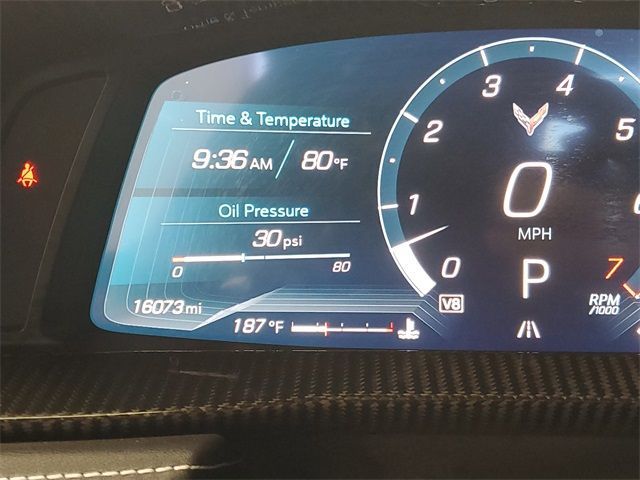 Time & Temperature
9:36 AM / 80°F
Oil Pressure
30 psi
0 80
16073 mi
187 °F
0
1
2
3
4
5
6
7
0
MPH
P
V8
RPM
/1000